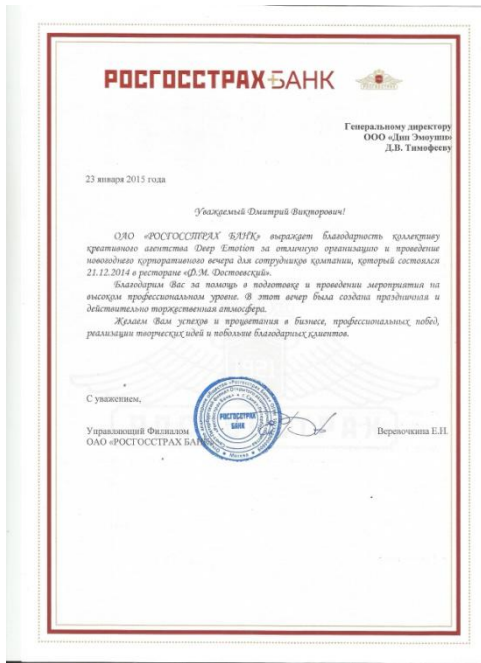 РОСГОССТРАХ БАНК
Генеральному директору
ООО «Дип Эмоушн»
Д.В. Тимофееву
23 января 2015 года
Уважаемый Дмитрий Викторович!
ОАО «РОСГОССТРАХ БАНК» выражает благодарность коллективу
креативного агентства Deep Emotion за отличную организацию и проведение
новогоднего корпоративного вечера для сотрудников компании, который состоялся
21.12.2014 в ресторане «Ф.М. Достоевский».
Благодарим Вас за помощь в подготовке и проведении мероприятия на
высоком профессиональном уровне. В этот вечер была создана праздничная и
действительно торжественная атмосфера.
Желаем Вам успехов и процветания в бизнесе, профессиональных побед,
реализации творческих идей и побольше благодарных клиентов.
С уважением,
РОСГОССТРАХ
БАНК
Москва
Управляющий Филиалом
Веремочкина Е.Н.
ОАО «РОСГОССТРАХ